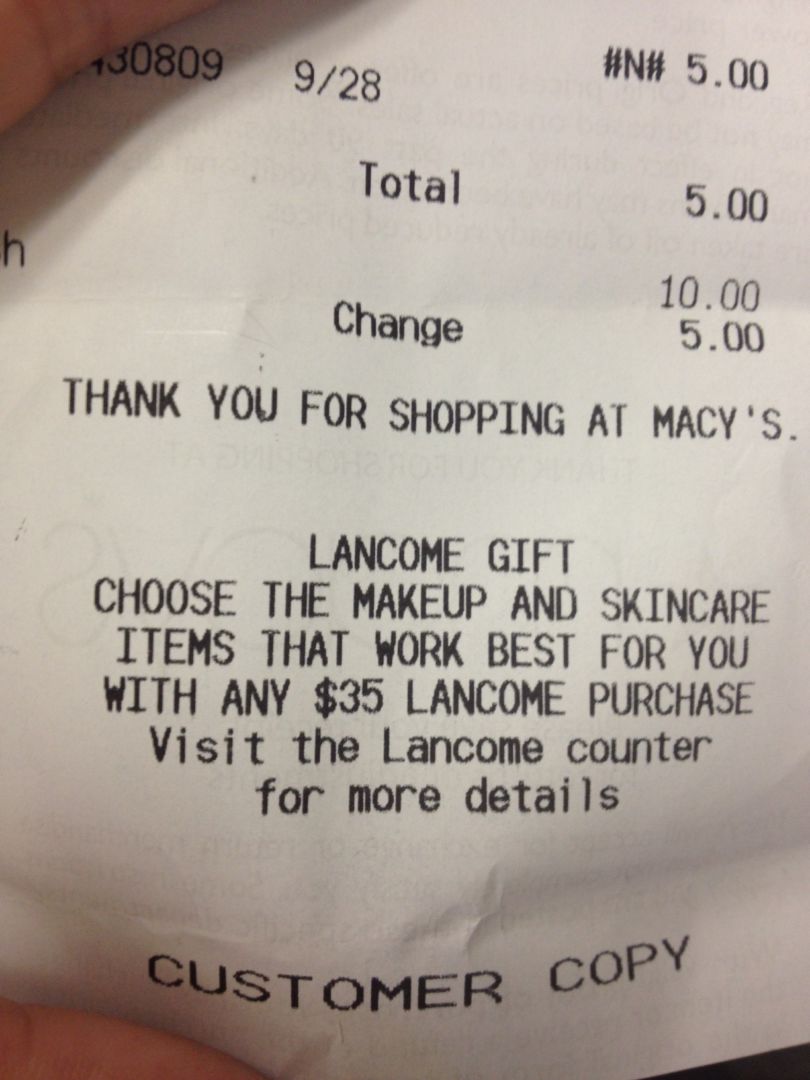 430809 9/28 #N# 5.00
Total 5.00
h 10.00
Change 5.00
THANK YOU FOR SHOPPING AT MACY'S.
LANCOME GIFT
CHOOSE THE MAKEUP AND SKINCARE
ITEMS THAT WORK BEST FOR YOU
WITH ANY $35 LANCOME PURCHASE
Visit the Lancome counter
for more details
CUSTOMER COPY